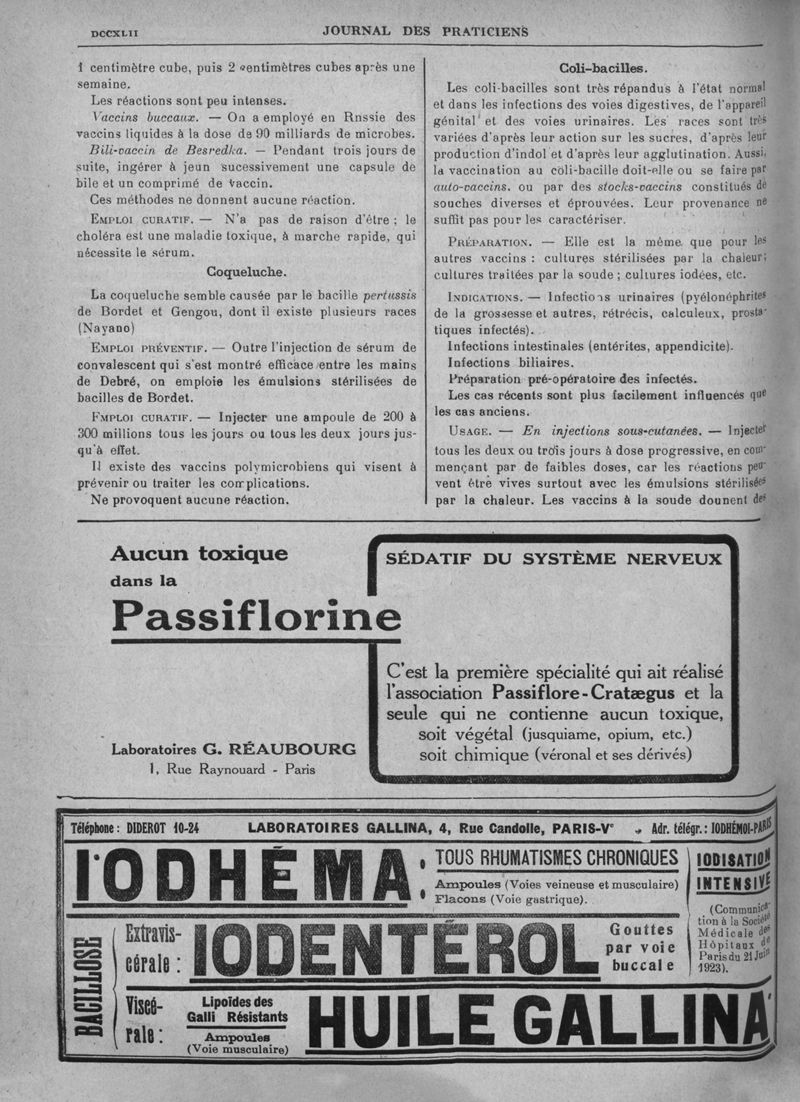 DCCXLII
JOURNAL DES PRATICIENS
1 centimètre cube, puis 2 centimètres cubes après une
semaine.
Les réactions sont peu intenses.
Vaccins buccaux. — On a employé en Rnssie des
vaccins liquides à la dose de 90 milliards de microbes.
Bili-vaccin de Besredka. — Pendant trois jours de
suite, ingérer à jeun sucessivement une capsule de
bile et un comprimé de vaccin.
Ces méthodes ne donnent aucune réaction.
EMPLOI CURATIF. — N'a pas de raison d'être ; le
choléra est une maladie toxique, à marche rapide, qui
nécessite le sérum.
Coqueluche.
La coqueluche semble causée par le bacille pertussis
de Bordet et Gengou, dont il existe plusieurs races
(Nayano)
EMPLOI PRÉVENTIF. — Outre l'injection de sérum de
convalescent qui s'est montré efficace entre les mains
de Debré, on emploie les émulsions stérilisées de
bacilles de Bordet.
EMPLOI CURATIF. — Injecter une ampoule de 200 à
300 millions tous les jours ou tous les deux jours jus-
qu'à effet.
Il existe des vaccins polymicrobiens qui visent à
prévenir ou traiter les complications.
Ne provoquent aucune réaction.
Coli-bacilles.
Les coli-bacilles sont très répandus à l'état normal
et dans les infections des voies digestives, de l'appareil
génital et des voies urinaires. Les races sont très
variées d'après leur action sur les sucres, d'après leur
production d'indol et d'après leur agglutination. Aussi,
la vaccination au coli-bacille doit-elle ou se faire par
auto-vaccins. ou par des stocks-vaccins constitués de
souches diverses et éprouvées. Leur provenance ne
suffit pas pour les caractériser.
PRÉPARATION. — Elle est la même que pour les
autres vaccins : cultures stérilisées par la chaleur;
cultures traitées par la soude ; cultures iodées, etc.
INDICATIONS. — Infections urinaires (pyélonéphrites
de la grossesse et autres, rétrécis, calculeux, prosta-
tiques infectés).
Infections intestinales (entérites, appendicite).
Infections biliaires.
Préparation pré-opératoire des infectés.
Les cas récents sont plus facilement influencés que
les cas anciens.
USAGE. — En injections sous-cutanées. — Injecter
tous les deux ou trois jours à dose progressive, en com-
mençant par de faibles doses, car les réactions peu-
vent être vives surtout avec les émulsions stérilisées
par la chaleur. Les vaccins à la soude dounent des
Aucun toxique
dans la
Passiflorine
Laboratoires G. RÉAUBOURG
1, Rue Raynouard - Paris
SÉDATIF DU SYSTÈME NERVEUX
C'est la première spécialité qui ait réalisé
l'association Passiflore-Cratægus et la
seule qui ne contienne aucun toxique,
soit végétal (jusquiame, opium, etc.)
soit chimique (véronal et ses dérivés)
Téléphone : DIDEROT 10-24 LABORATOIRES GALLINA, 4, Rue Candolle, PARIS-Ve Adr. télégr. : IODHÉMOI-PARIS
l'ODHÉMA:
TOUS RHUMATISMES CHRONIQUES
Ampoules (Voies veineuse et musculaire)
Flacons (Voie gastrique).
IODISATION
INTENSIVE
(Communica-
tion à la Société
Médicale des
Hôpitaux de
Paris du 21 Juin
1923).
BACILLOSE
Extravis-
cérale :
IODENTÉROL
Gouttes
par voie
buccale
Viscé-
rale :
Lipoïdes des
Galli Résistants
Ampoules
(Voie musculaire)
HUILE GALLINA